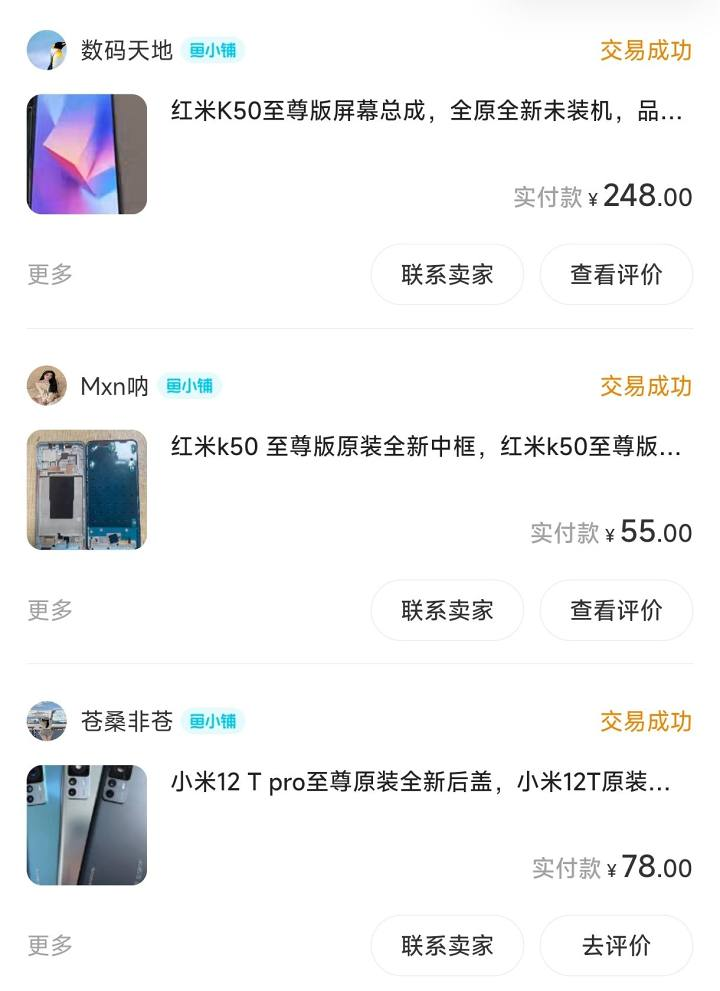 数码天地 鱼小铺 交易成功
红米K50至尊版屏幕总成，全原全新未装机，品...
实付款 ¥ 248.00
更多 联系卖家 查看评价
Mxn呐 鱼小铺 交易成功
红米k50 至尊版原装全新中框，红米k50至尊版...
实付款 ¥ 55.00
更多 联系卖家 查看评价
苍桑非苍 鱼小铺 交易成功
小米12 T pro至尊原装全新后盖，小米12T原装...
实付款 ¥ 78.00
更多 联系卖家 去评价